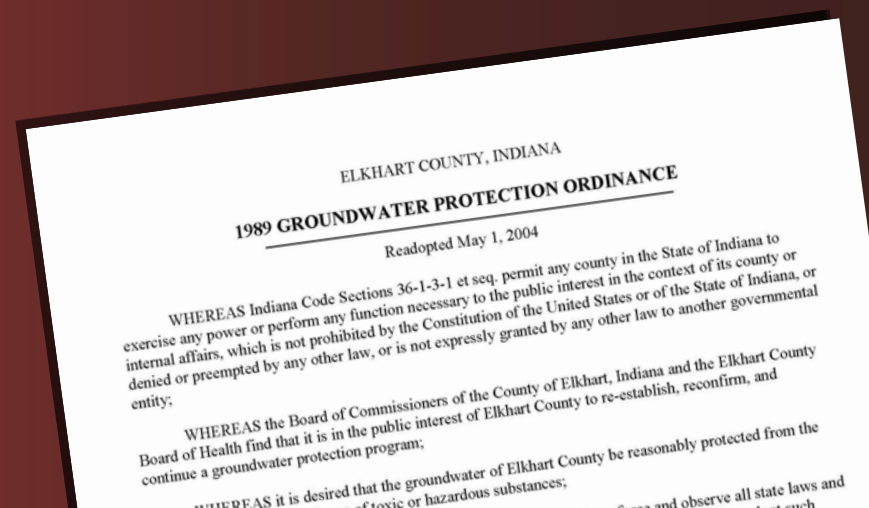 ELKHART COUNTY, INDIANA
1989 GROUNDWATER PROTECTION ORDINANCE
Readopted May 1, 2004
WHEREAS Indiana Code Sections 36-1-3-1 et seq. permit any county in the State of Indiana to
exercise any power or perform any function necessary to the public interest in the context of its county or
internal affairs, which is not prohibited by the Constitution of the United States or of the State of Indiana, or
denied or preempted by any other law, or is not expressly granted by any other law to another governmental
entity;
WHEREAS the Board of Commissioners of the County of Elkhart, Indiana and the Elkhart County
Board of Health find that it is in the public interest of Elkhart County to re-establish, reconfirm, and
continue a groundwater protection program;
WHEREAS it is desired that the groundwater of Elkhart County be reasonably protected from the
of toxic or hazardous substances;
and observe all state laws and
such